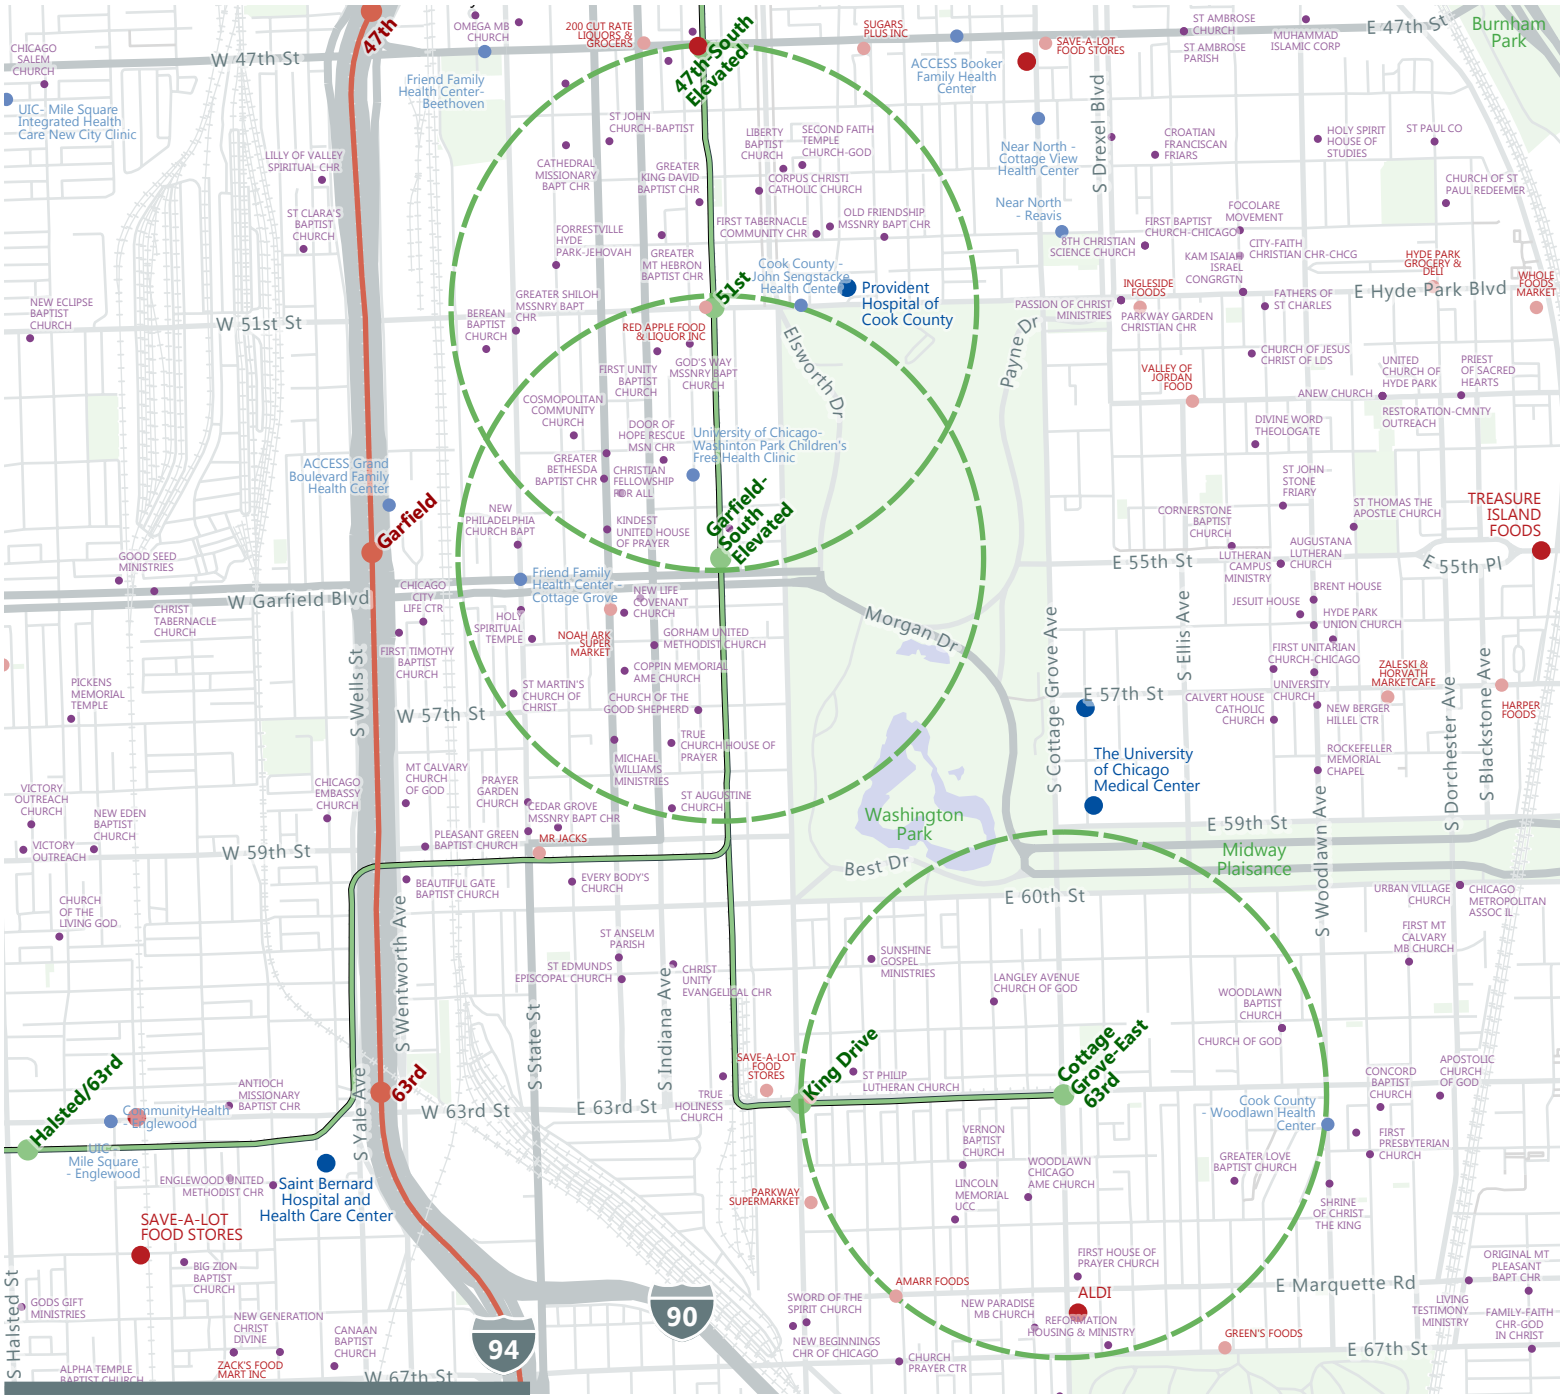 OMEGA MB
CHURCH
200 CUT RATE
LIQUORS &
GROCERS
47th
47th-South
Elevated
SUGARS
PLUS INC
SAVE-A-LOT
FOOD STORES
ST AMBROSE
CHURCH
ST AMBROSE
PARISH
MUHAMMAD
ISLAMIC CORP
E 47th St
Burnham
Park
CHICAGO
SALEM
CHURCH
W 47th St
Friend Family
Health Center-
Beethoven
ACCESS Booker
Family Health
Center
UIC- Mile Square
Integrated Health
Care New City Clinic
LILLY OF VALLEY
SPIRITUAL CHR
ST CLARA'S
BAPTIST
CHURCH
ST JOHN
CHURCH-BAPTIST
CATHEDRAL
MISSIONARY
BAPT CHR
GREATER
KING DAVID
BAPTIST CHR
LIBERTY
BAPTIST
CHURCH
SECOND FAITH
TEMPLE
CHURCH-GOD
CORPUS CHRISTI
CATHOLIC CHURCH
Near North -
Cottage View
Health Center
S Drexel Blvd
CROATIAN
FRANCISCAN
FRIARS
HOLY SPIRIT
HOUSE OF
STUDIES
ST PAUL CO
CHURCH OF ST
PAUL REDEEMER
Near North
- Reavis
FORRESTVILLE
HYDE
PARK-JEHOVAH
GREATER
MT HEBRON
BAPTIST CHR
FIRST TABERNACLE
COMMUNITY CHR
OLD FRIENDSHIP
MSSNRY BAPT CHR
8TH CHRISTIAN
SCIENCE CHURCH
FIRST BAPTIST
CHURCH-CHICAGO
FOCOLARE
MOVEMENT
CITY-FAITH
CHRISTIAN CHR-CHCG
KAM ISAIAH
ISRAEL
CONGRGTN
HYDE PARK
GROCERY &
DELI
WHOLE
FOODS
MARKET
NEW ECLIPSE
BAPTIST
CHURCH
W 51st St
GREATER SHILOH
MSSNRY BAPT
CHR
BEREAN
BAPTIST
CHURCH
51st
Cook County -
John Sengstacke
Health Center
Provident
Hospital of
Cook County
RED APPLE FOOD
& LIQUOR INC
INGLESIDE
FOODS
PASSION OF CHRIST
MINISTRIES
PARKWAY GARDEN
CHRISTIAN CHR
FATHERS OF
ST CHARLES
E Hyde Park Blvd
Elsworth Dr
Payne Dr
FIRST UNITY
BAPTIST
CHURCH
GOD'S WAY
MSSNRY BAPT
CHURCH
CHURCH OF JESUS
CHRIST OF LDS
VALLEY OF
JORDAN
FOOD
UNITED
CHURCH OF
HYDE PARK
PRIEST
OF SACRED
HEARTS
ANEW CHURCH
RESTORATION-CMNTY
OUTREACH
COSMOPOLITAN
COMMUNITY
CHURCH
DOOR OF
HOPE RESCUE
MSN CHR
University of Chicago-
Washinton Park Children's
Free Health Clinic
DIVINE WORD
THEOLOGATE
ACCESS Grand
Boulevard Family
Health Center
Garfield
GREATER
BETHESDA
BAPTIST CHR
CHRISTIAN
FELLOWSHIP
FOR ALL
ST JOHN
STONE
FRIARY
ST THOMAS THE
APOSTLE CHURCH
TREASURE
ISLAND
FOODS
NEW
PHILADELPHIA
CHURCH BAPT
KINDEST
UNITED HOUSE
OF PRAYER
Garfield-
South
Elevated
CORNERSTONE
BAPTIST
CHURCH
LUTHERAN
CAMPUS
MINISTRY
AUGUSTANA
LUTHERAN
CHURCH
GOOD SEED
MINISTRIES
E 55th St
E 55th Pl
CHRIST
TABERNACLE
CHURCH
W Garfield Blvd
CHICAGO
CITY
LIFE CTR
Friend Family
Health Center -
Cottage Grove
NEW LIFE
COVENANT
CHURCH
BRENT HOUSE
JESUIT HOUSE
HYDE PARK
UNION CHURCH
HOLY
SPIRITUAL
TEMPLE
NOAH ARK
SUPER
MARKET
GORHAM UNITED
METHODIST CHURCH
Morgan Dr
S Cottage Grove Ave
S Ellis Ave
FIRST TIMOTHY
BAPTIST
CHURCH
COPPIN MEMORIAL
AME CHURCH
FIRST UNITARIAN
CHURCH-CHICAGO
ZALESKI &
HORVATH
MARKETCAFE
PICKENS
MEMORIAL
TEMPLE
S Wells St
ST MARTIN'S
CHURCH OF
CHRIST
CHURCH OF THE
GOOD SHEPHERD
E 57th St
CALVERT HOUSE
CATHOLIC
CHURCH
UNIVERSITY
CHURCH
NEW BERGER
HILLEL CTR
HARPER
FOODS
W 57th St
TRUE
CHURCH HOUSE OF
PRAYER
MICHAEL
WILLIAMS
MINISTRIES
The University
of Chicago
Medical Center
ROCKEFELLER
MEMORIAL
CHAPEL
S Dorchester Ave
S Blackstone Ave
VICTORY
OUTREACH
CHURCH
NEW EDEN
BAPTIST
CHURCH
VICTORY
OUTREACH
CHICAGO
EMBASSY
CHURCH
MT CALVARY
CHURCH
OF GOD
PRAYER
GARDEN
CHURCH
CEDAR GROVE
MSSNRY BAPT CHR
ST AUGUSTINE
CHURCH
Washington
Park
W 59th St
PLEASANT GREEN
BAPTIST CHURCH
MR JACKS
E 59th St
Midway
Plaisance
Best Dr
S Woodlawn Ave
BEAUTIFUL GATE
BAPTIST CHURCH
EVERY BODY'S
CHURCH
E 60th St
URBAN VILLAGE
CHURCH
CHICAGO
METROPOLITAN
ASSOC IL
CHURCH
OF THE
LIVING GOD
S Wentworth Ave
ST ANSELM
PARISH
ST EDMUNDS
EPISCOPAL CHURCH
CHRIST
UNITY
EVANGELICAL CHR
SUNSHINE
GOSPEL
MINISTRIES
LANGLEY AVENUE
CHURCH OF GOD
FIRST MT
CALVARY
MB CHURCH
WOODLAWN
BAPTIST
CHURCH
CHURCH OF GOD
S State St
S Indiana Ave
SAVE-A-LOT
FOOD
STORES
King Drive
ST PHILIP
LUTHERAN CHURCH
Cottage
Grove-East
63rd
CONCORD
BAPTIST
CHURCH
APOSTOLIC
CHURCH
OF GOD
Halsted/63rd
ANTIOCH
MISSIONARY
BAPTIST CHR
CommunityHealth
- Englewood
63rd
S Yale Ave
W 63rd St
E 63rd St
TRUE
HOLINESS
CHURCH
Cook County
- Woodlawn Health
Center
FIRST
PRESBYTERIAN
CHURCH
UIC -
Mile Square
- Englewood
VERNON
BAPTIST
CHURCH
WOODLAWN
CHICAGO
AME CHURCH
GREATER LOVE
BAPTIST CHURCH
ENGLEWOOD UNITED
METHODIST CHR
Saint Bernard
Hospital and
Health Care Center
PARKWAY
SUPERMARKET
LINCOLN
MEMORIAL
UCC
SHRINE
OF CHRIST
THE KING
SAVE-A-LOT
FOOD STORES
BIG ZION
BAPTIST
CHURCH
FIRST HOUSE OF
PRAYER CHURCH
ORIGINAL MT
PLEASANT
BAPT CHR
AMARR FOODS
ALDI
E Marquette Rd
S Halsted St
GODS GIFT
MINISTRIES
NEW GENERATION
CHRIST
DIVINE
CANAAN
BAPTIST
CHURCH
94
90
SWORD OF THE
SPIRIT CHURCH
NEW PARADISE
MB CHURCH
REFORMATION
HOUSING & MINISTRY
GREEN'S FOODS
LIVING
TESTIMONY
MINISTRY
FAMILY-FAITH
CHR-GOD
IN CHRIST
NEW BEGINNINGS
CHR OF CHICAGO
CHURCH
PRAYER CTR
E 67th St
ALPHA TEMPLE
BAPTIST CHURCH
ZACK'S FOOD
MART INC
W 67th St